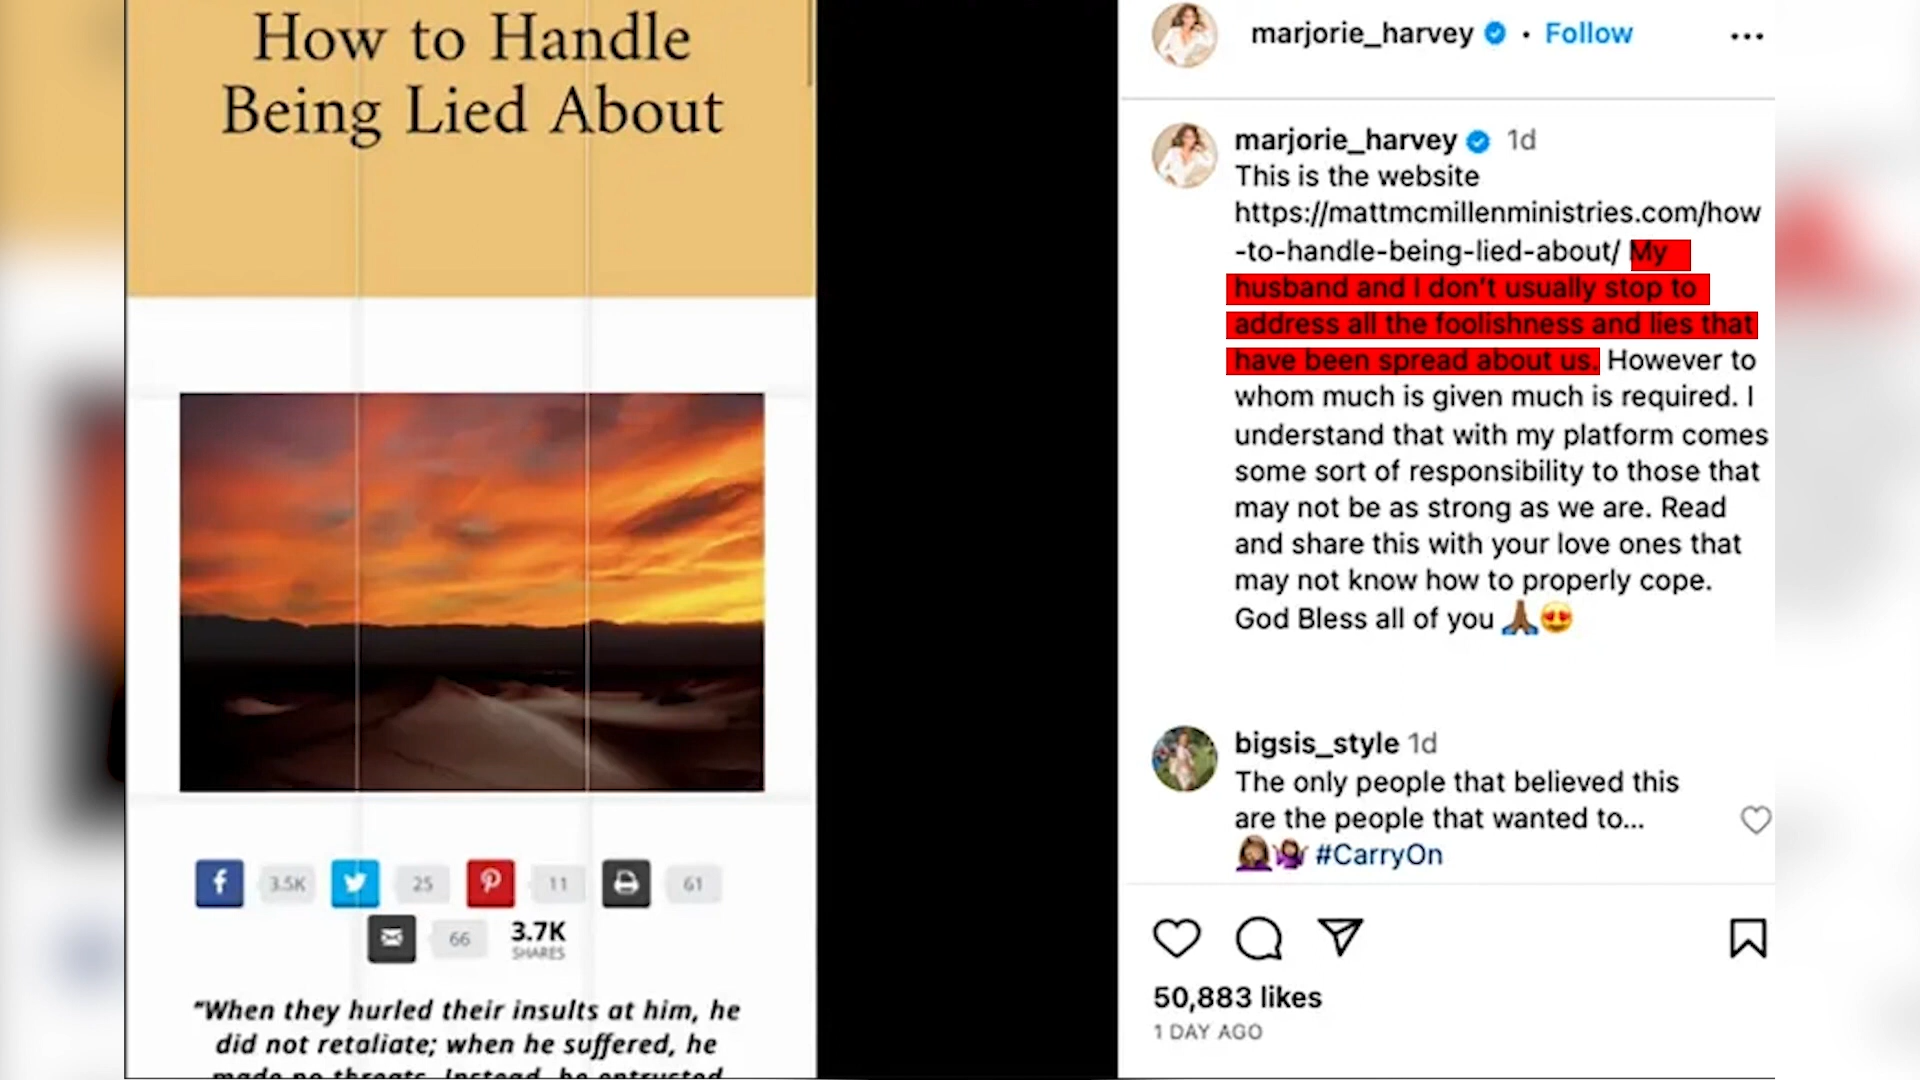 How to Handle
Being Lied About
3.5K
25
11
61
66
3.7K
SHARES
"When they hurled their insults at him, he
did not retaliate; when he suffered, he
made no threats. Instead, he entrusted
marjorie_harvey • Follow
marjorie_harvey 1d
This is the website
https://mattmcmillenministries.com/how
-to-handle-being-lied-about/ My
husband and I don't usually stop to
address all the foolishness and lies that
have been spread about us. However to
whom much is given much is required. I
understand that with my platform comes
some sort of responsibility to those that
may not be as strong as we are. Read
and share this with your love ones that
may not know how to properly cope.
God Bless all of you 🙏🏾😍
bigsis_style 1d
The only people that believed this
are the people that wanted to...
🤦🏽‍♀️🤷🏽‍♀️ #CarryOn
50,883 likes
1 DAY AGO